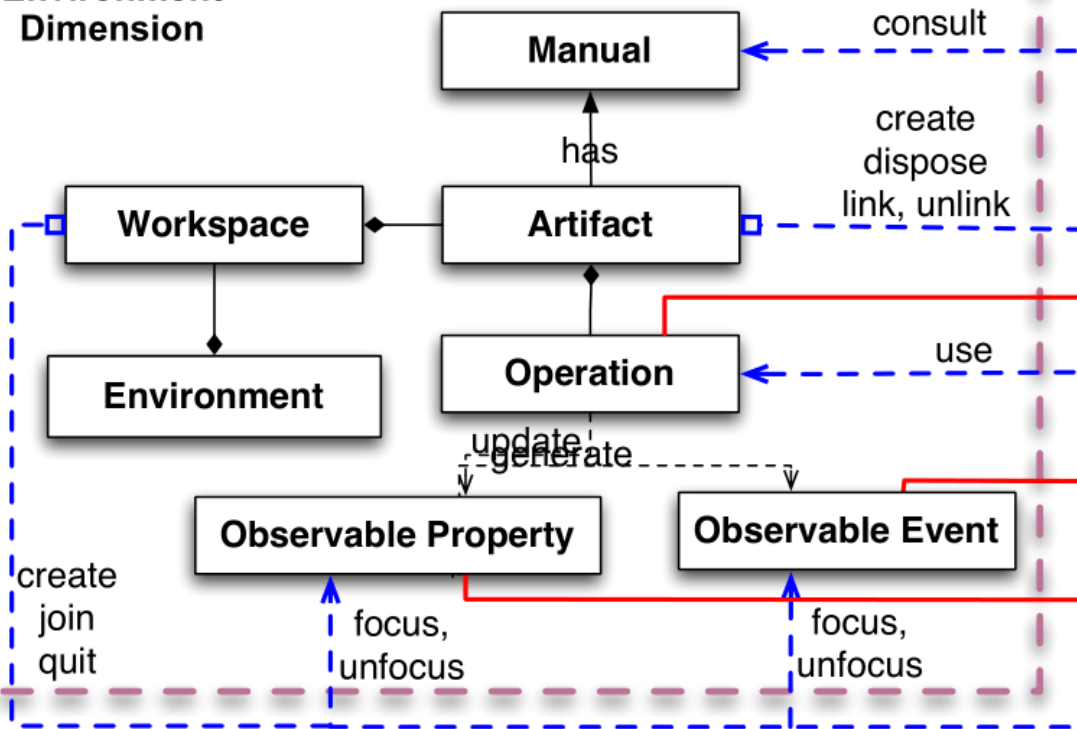 Dimension
Manual
consult
has
create
dispose
link, unlink
Workspace
Artifact
Operation
use
Environment
update
generate
Observable Property
Observable Event
create
join
quit
focus,
unfocus
focus,
unfocus